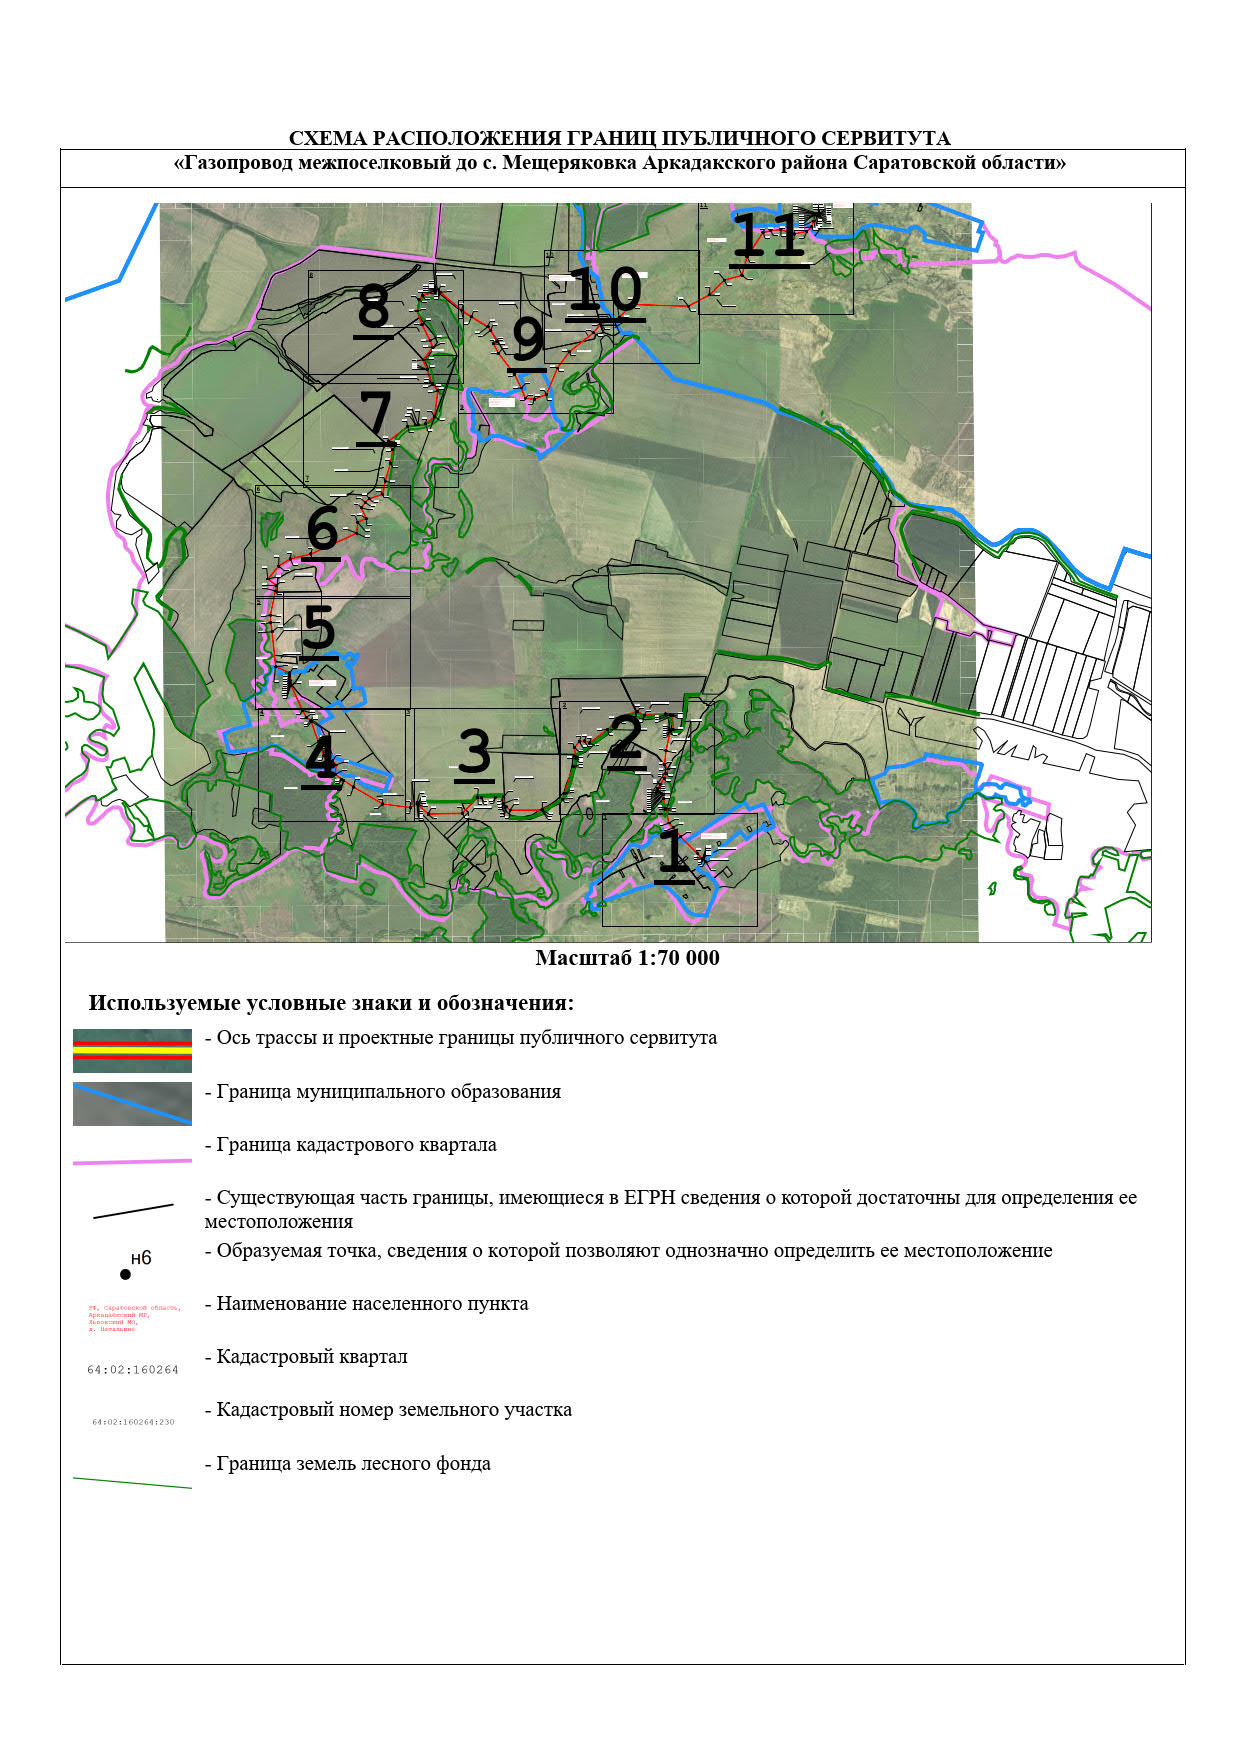 СХЕМА РАСПОЛОЖЕНИЯ ГРАНИЦ ПУБЛИЧНОГО СЕРВИТУТА
«Газопровод межпоселковый до с. Мещеряковка Аркадакского района Саратовской области»
11
10
8
9
7
6
5
4
3
2
1
Масштаб 1:70 000
Используемые условные знаки и обозначения:
- Ось трассы и проектные границы публичного сервитута
- Граница муниципального образования
- Граница кадастрового квартала
- Существующая часть границы, имеющиеся в ЕГРН сведения о которой достаточны для определения ее
местоположения
н6
- Образуемая точка, сведения о которой позволяют однозначно определить ее местоположение
- Наименование населенного пункта
РФ, Саратовской область,
64:02:160264
- Кадастровый квартал
64:02:160264:230
- Кадастровый номер земельного участка
- Граница земель лесного фонда